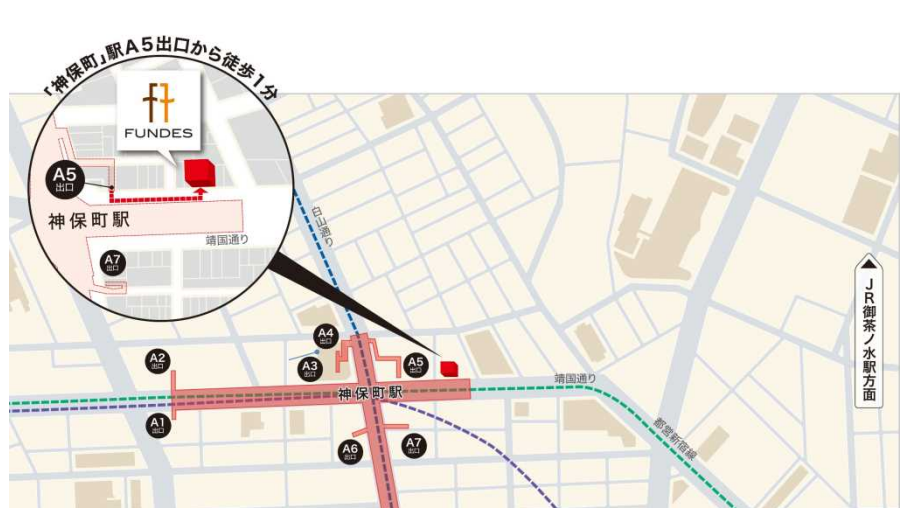 「神保町」駅A5出口から徒歩1分
FUNDES
A5
出口
神保町駅
靖国通り
A7
出口
白山通り
JR御茶ノ水駅方面
A4
出口
A2
出口
A3
出口
A5
出口
靖国通り
神保町駅
A1
出口
A6
出口
A7
出口
都営新宿線